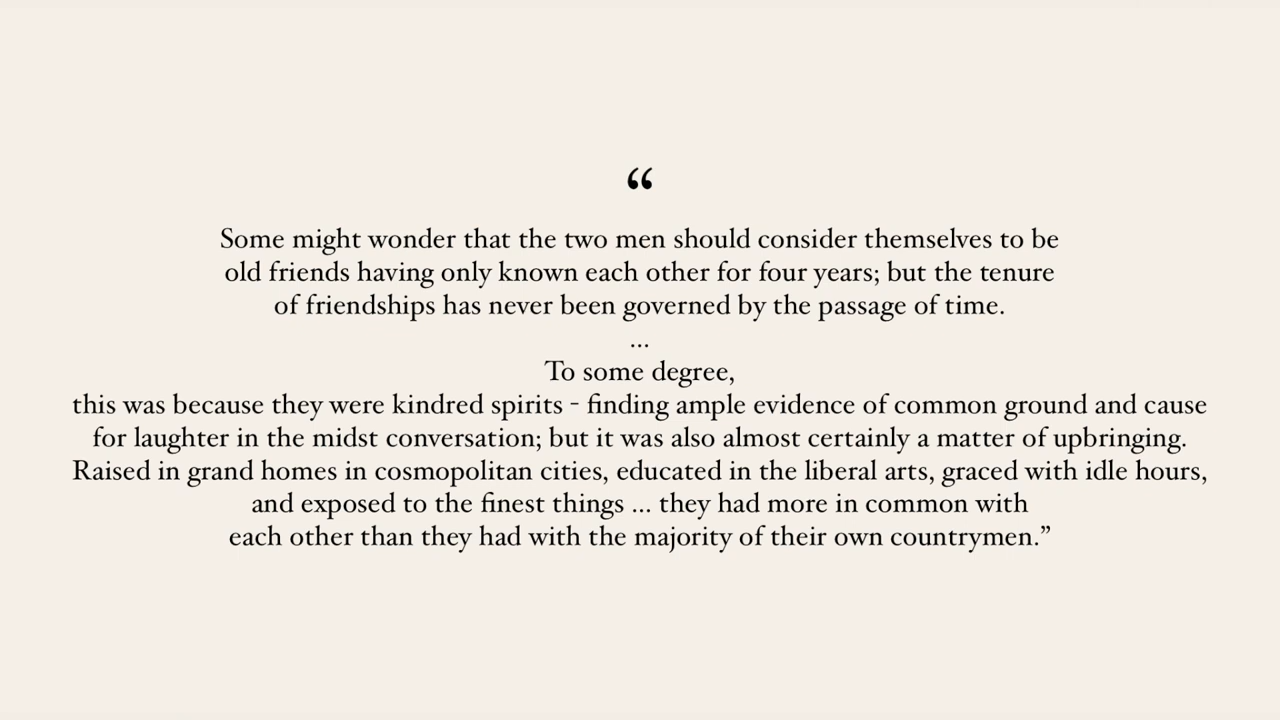 “
Some might wonder that the two men should consider themselves to be
old friends having only known each other for four years; but the tenure
of friendships has never been governed by the passage of time.
...
To some degree,
this was because they were kindred spirits - finding ample evidence of common ground and cause
for laughter in the midst conversation; but it was also almost certainly a matter of upbringing.
Raised in grand homes in cosmopolitan cities, educated in the liberal arts, graced with idle hours,
and exposed to the finest things ... they had more in common with
each other than they had with the majority of their own countrymen.”